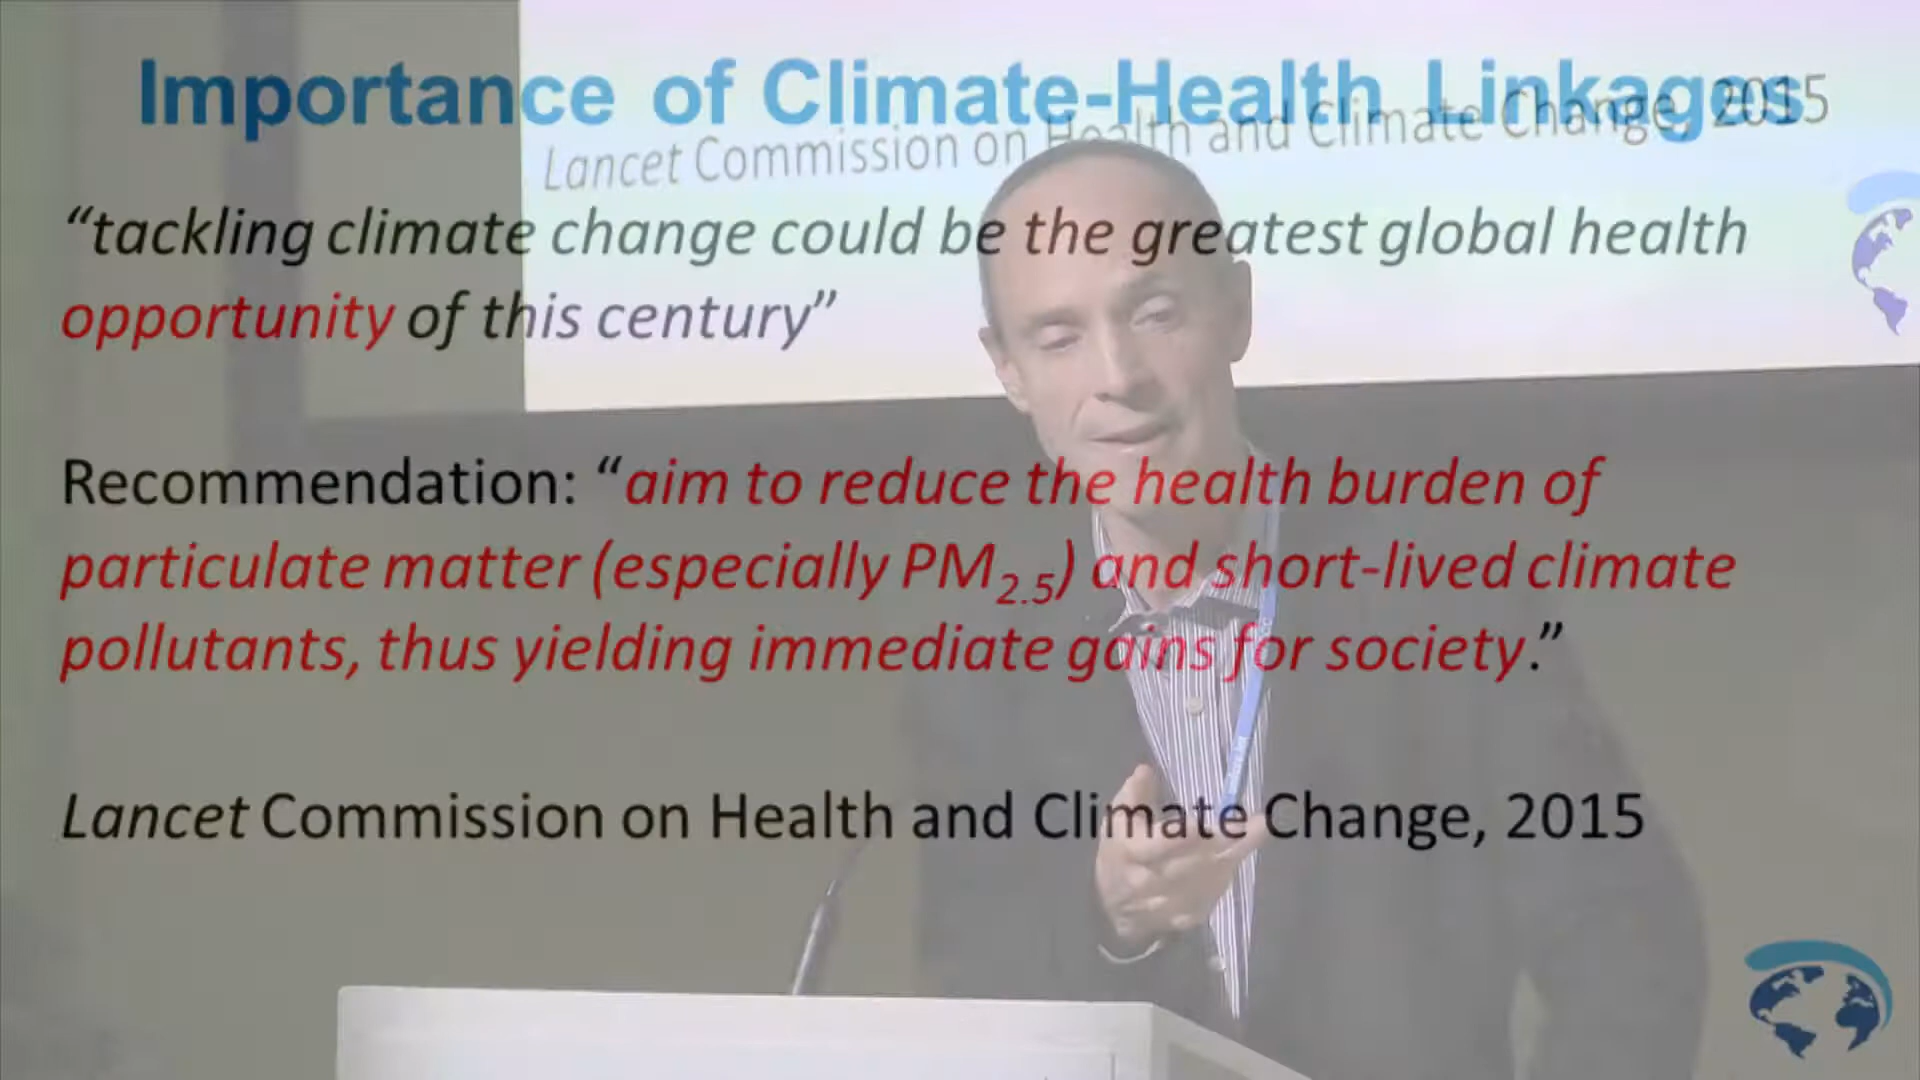 Importance of Climate-Health Linkages
Lancet Commission on Health and Climate Change, 2015
“tackling climate change could be the greatest global health
opportunity of this century”
Recommendation: “aim to reduce the health burden of
particulate matter (especially PM2.5) and short-lived climate
pollutants, thus yielding immediate gains for society.”
Lancet Commission on Health and Climate Change, 2015